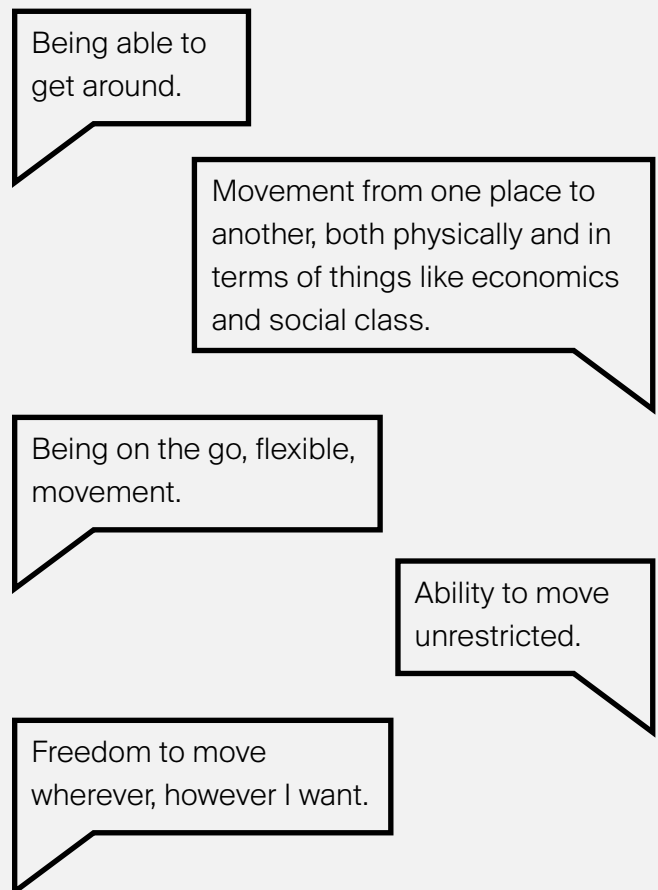 Being able to
get around.
Movement from one place to
another, both physically and in
terms of things like economics
and social class.
Being on the go, flexible,
movement.
Ability to move
unrestricted.
Freedom to move
wherever, however I want.